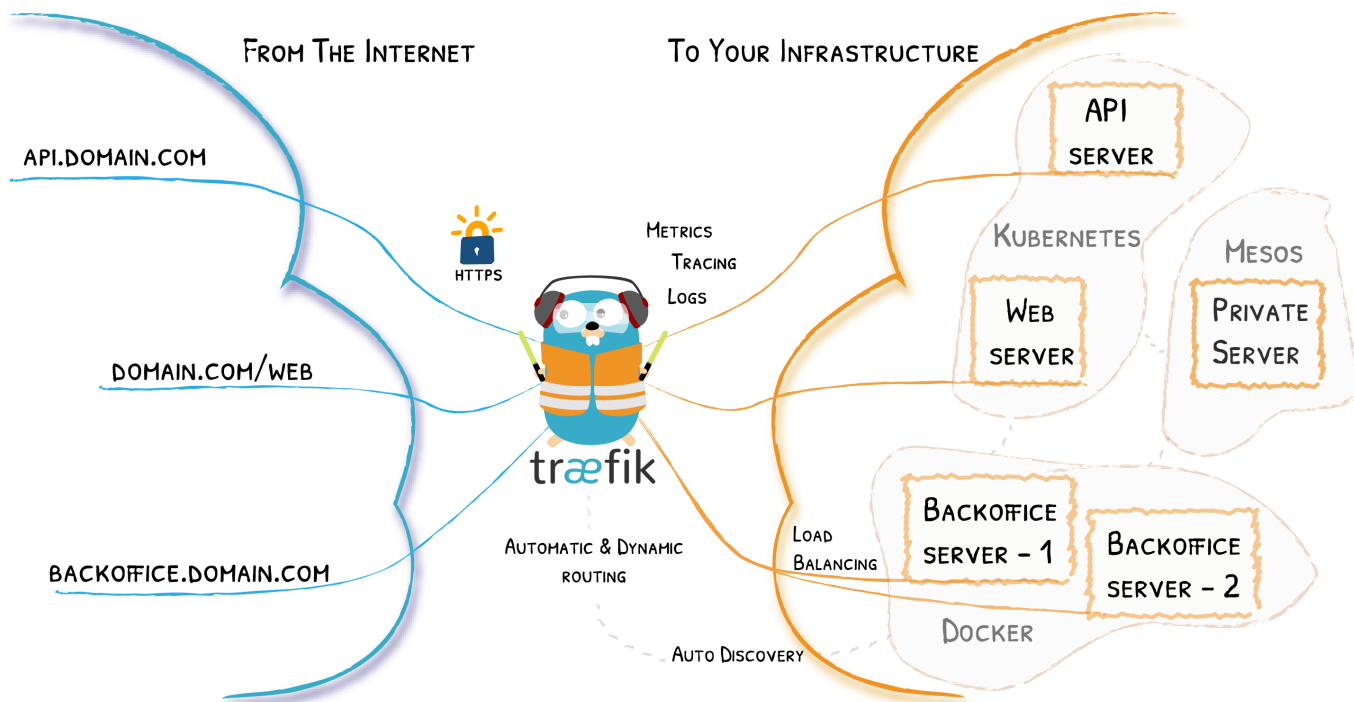 From The Internet
To Your Infrastructure
API
server
api.domain.com
Metrics
Tracing
Logs
HTTPS
Kubernetes
Mesos
Web
server
Private
Server
domain.com/web
træfik
Backoffice
server - 1
Backoffice
server - 2
Load
Balancing
Automatic & Dynamic
routing
backoffice.domain.com
Docker
Auto Discovery